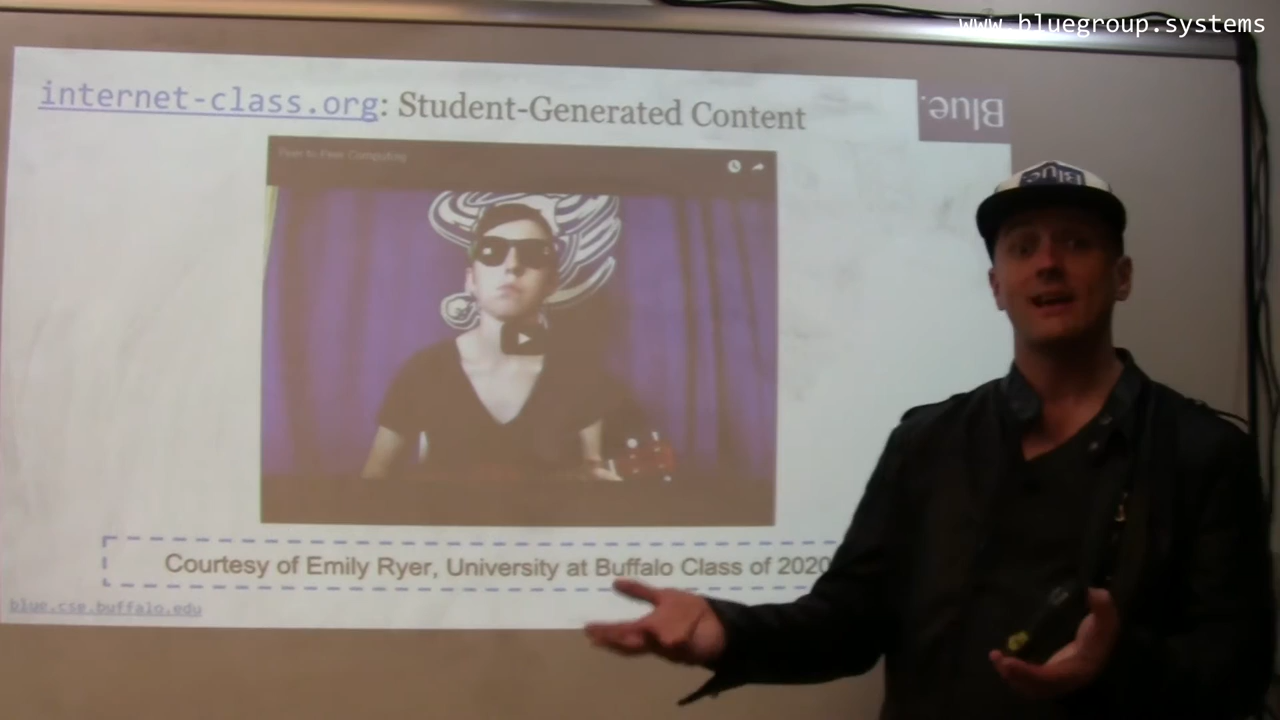 www.bluegroup.systems
internet-class.org: Student-Generated Content
Blue.
Peer to Peer Computing
Blue.
Courtesy of Emily Ryer, University at Buffalo Class of 2020
blue.cse.buffalo.edu